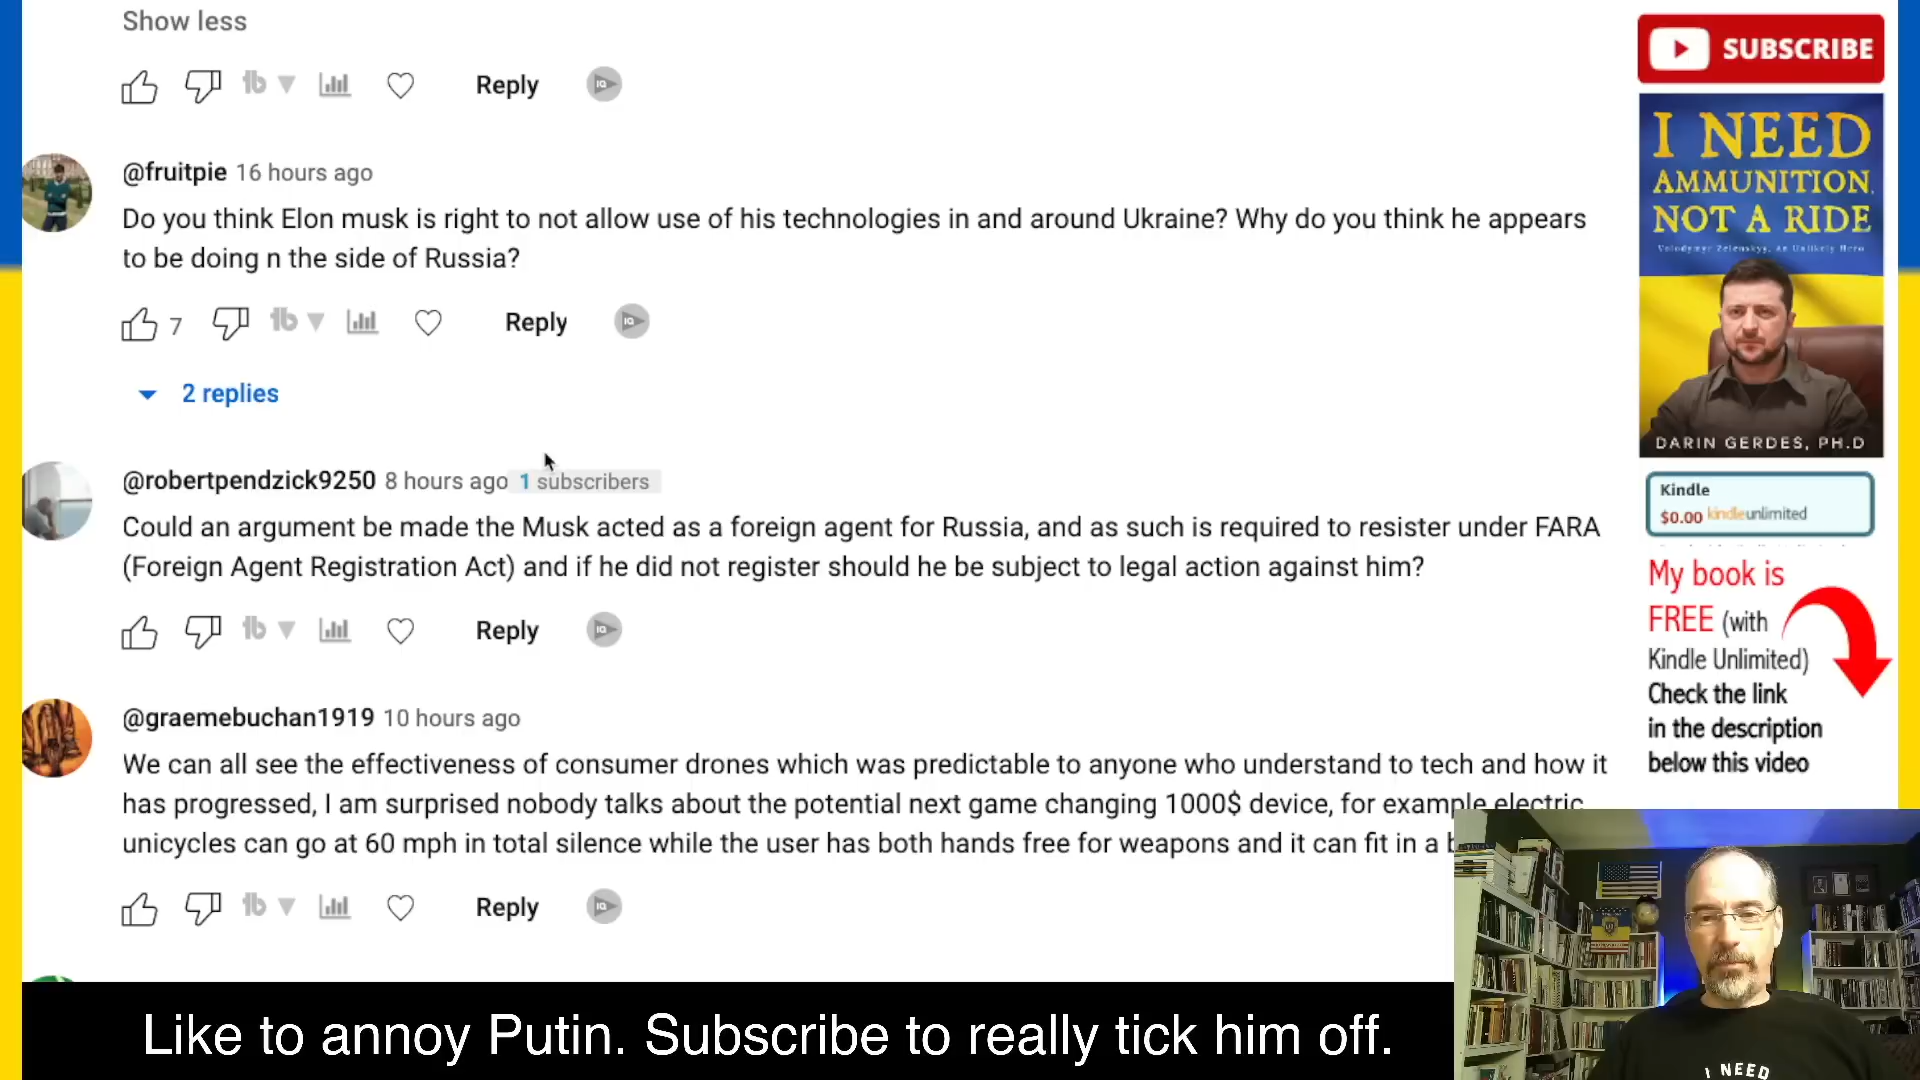 Show less
Reply
@fruitpie 16 hours ago
Do you think Elon musk is right to not allow use of his technologies in and around Ukraine? Why do you think he appears
to be doing n the side of Russia?
7
Reply
2 replies
@robertpendzick9250 8 hours ago 1 subscribers
Could an argument be made the Musk acted as a foreign agent for Russia, and as such is required to resister under FARA
(Foreign Agent Registration Act) and if he did not register should he be subject to legal action against him?
Reply
@graemebuchan1919 10 hours ago
We can all see the effectiveness of consumer drones which was predictable to anyone who understand to tech and how it
has progressed, I am surprised nobody talks about the potential next game changing 1000$ device, for example electric
unicycles can go at 60 mph in total silence while the user has both hands free for weapons and it can fit in a
Reply
Like to annoy Putin. Subscribe to really tick him off.
SUBSCRIBE
I NEED
AMMUNITION,
NOT A RIDE
Volodymyr Zelenskyy, An Unlikely Hero
DARIN GERDES, PH.D
Kindle
$0.00 kindleunlimited
My book is
FREE (with
Kindle Unlimited)
Check the link
in the description
below this video
I NEED